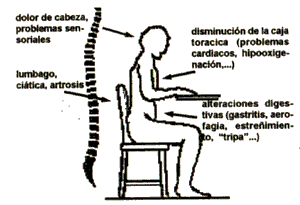 dolor de cabeza,
problemas sen-
soriales
disminución de la caja
toracica (problemas
cardiacos, hipooxige-
nación,...)
lumbago,
ciática, artrosis
alteraciones diges-
tivas (gastritis, aero-
fagia, estreñimien-
to, "tripa"...)